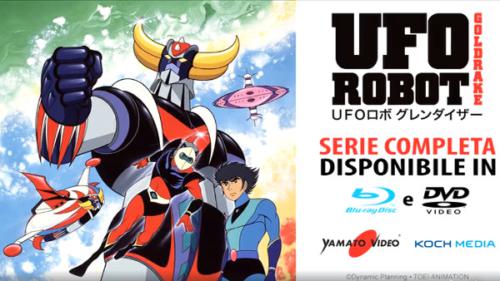 UFO
ROBOT
GOLDRAKE
UFOロボ グレンダイザー
SERIE COMPLETA
DISPONIBILE IN
Blu-ray Disc e DVD
VIDEO
YAMATO VIDEO KOCH MEDIA
©Dynamic Planning • TOEI ANIMATION